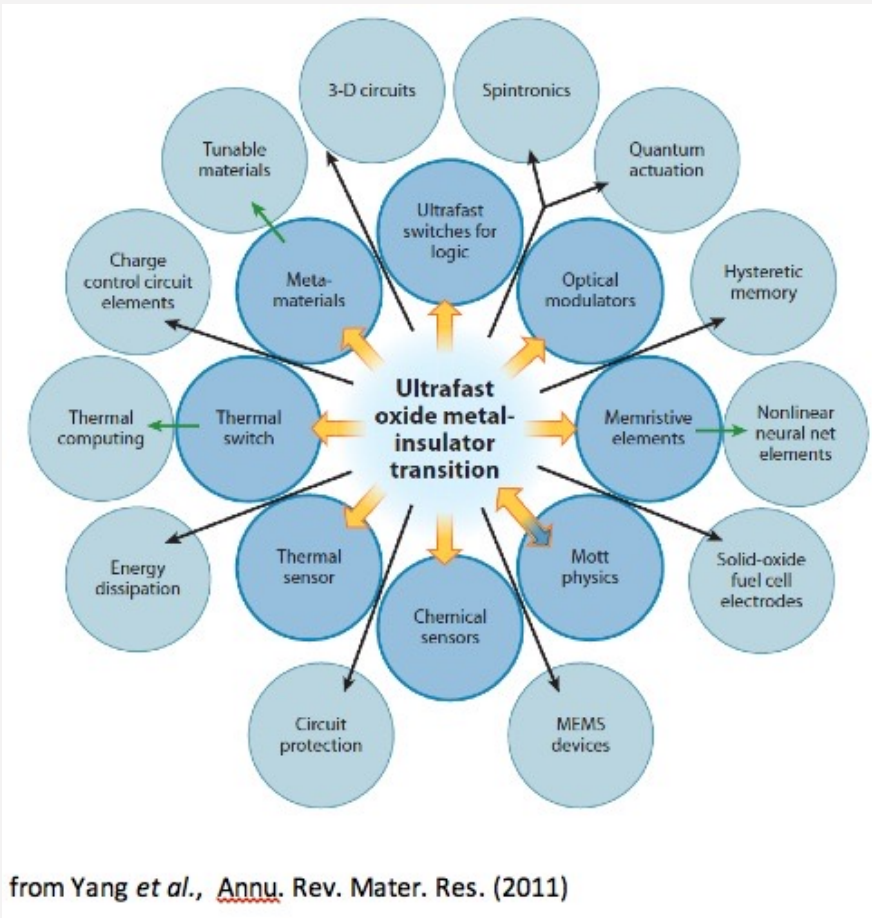 3-D circuits
Spintronics
Tunable
materials
Quantum
actuation
Ultrafast
switches for
logic
Charge
control circuit
elements
Meta-
materials
Optical
modulators
Hysteretic
memory
Ultrafast
oxide metal-
insulator
transition
Thermal
computing
Thermal
switch
Memristive
elements
Nonlinear
neural net
elements
Energy
dissipation
Thermal
sensor
Mott
physics
Solid-oxide
fuel cell
electrodes
Chemical
sensors
Circuit
protection
MEMS
devices
from Yang et al., Annu. Rev. Mater. Res. (2011)